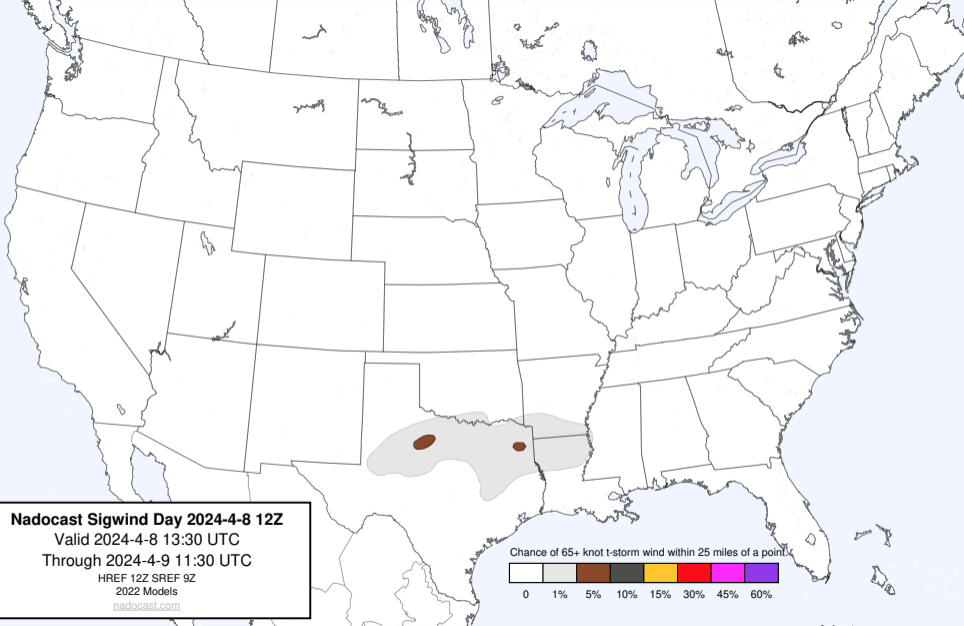 Nadocast Sigwind Day 2024-4-8 12Z
Valid 2024-4-8 13:30 UTC
Through 2024-4-9 11:30 UTC
HREF 12Z SREF 9Z
2022 Models
nadocast.com
Chance of 65+ knot t-storm wind within 25 miles of a point.
0 1% 5% 10% 15% 30% 45% 60%